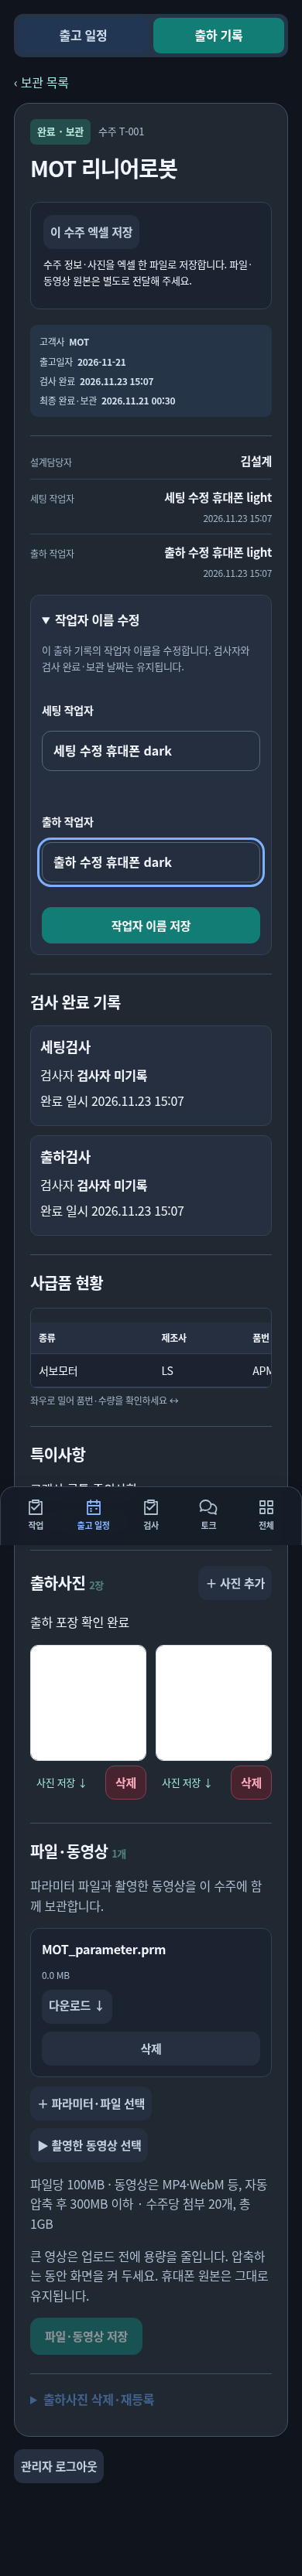 출고 일정
출하 기록
‹ 보관 목록
완료 · 보관
수주 T-001
MOT 리니어로봇
이 수주 엑셀 저장
수주 정보·사진을 엑셀 한 파일로 저장합니다. 파일·
동영상 원본은 별도로 전달해 주세요.
고객사 MOT
출고일자 2026-11-21
검사 완료 2026.11.23 15:07
최종 완료·보관 2026.11.21 00:30
설계담당자
김설계
세팅 작업자
세팅 수정 휴대폰 light
2026.11.23 15:07
출하 작업자
출하 수정 휴대폰 light
2026.11.23 15:07
▼ 작업자 이름 수정
이 출하 기록의 작업자 이름을 수정합니다. 검사자와
검사 완료·보관 날짜는 유지됩니다.
세팅 작업자
세팅 수정 휴대폰 dark
출하 작업자
출하 수정 휴대폰 dark
작업자 이름 저장
검사 완료 기록
세팅검사
검사자 검사자 미기록
완료 일시 2026.11.23 15:07
출하검사
검사자 검사자 미기록
완료 일시 2026.11.23 15:07
사급품 현황
종류
제조사
품번
서보모터
LS
APM
좌우로 밀어 품번·수량을 확인하세요 ↔
특이사항
작업
출고 일정
검사
토크
전체
출하사진 2장
+ 사진 추가
출하 포장 확인 완료
사진 저장 ↓
삭제
사진 저장 ↓
삭제
파일·동영상 1개
파라미터 파일과 촬영한 동영상을 이 수주에 함
께 보관합니다.
MOT_parameter.prm
0.0 MB
다운로드 ↓
삭제
+ 파라미터·파일 선택
▶ 촬영한 동영상 선택
파일당 100MB · 동영상은 MP4·WebM 등, 자동
압축 후 300MB 이하 · 수주당 첨부 20개, 총
1GB
큰 영상은 업로드 전에 용량을 줄입니다. 압축하
는 동안 화면을 켜 두세요. 휴대폰 원본은 그대로
유지됩니다.
파일·동영상 저장
▶ 출하사진 삭제·재등록
관리자 로그아웃